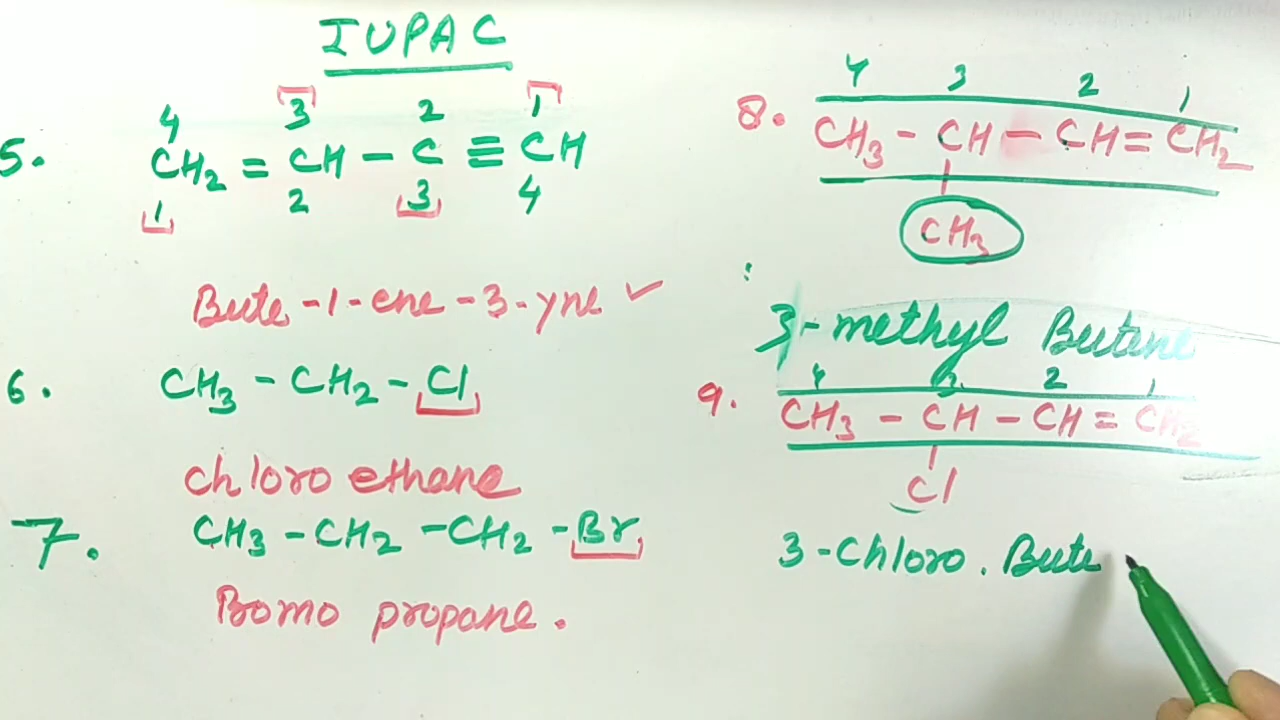 IUPAC
4 3 2 1
5. CH2 = CH - C ≡ CH
1 2 3 4
Bute-1-ene-3-yne ✓
6. CH3 - CH2 - Cl
Chloro ethane
7. CH3 - CH2 - CH2 - Br
Bomo propane.
4 3 2 1
8. CH3 - CH - CH = CH2
CH3
3-methyl Butene
4 3 2 1
9. CH3 - CH - CH = CH2
Cl
3-Chloro. Bute